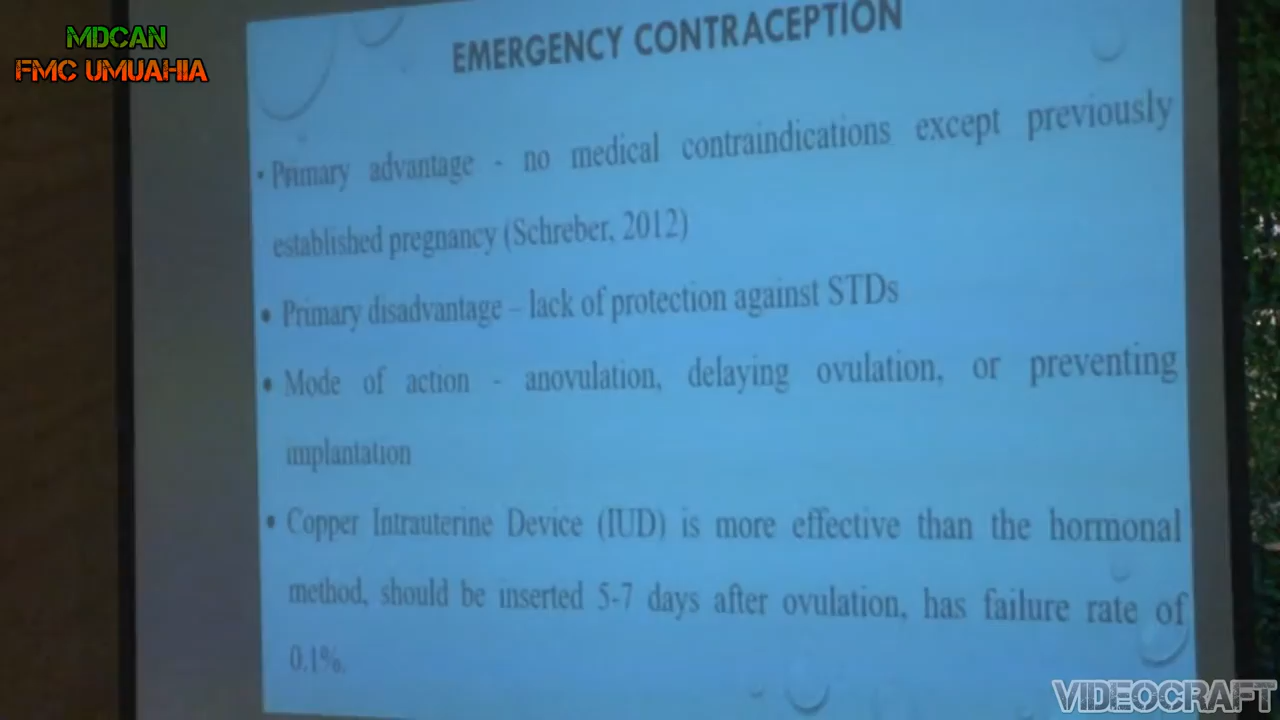 MDCAN
FMC UMUAHIA
EMERGENCY CONTRACEPTION
• Primary advantage - no medical contraindications except previously
established pregnancy (Schreber, 2012)
• Primary disadvantage – lack of protection against STDs
• Mode of action - anovulation, delaying ovulation, or preventing
implantation
• Copper Intrauterine Device (IUD) is more effective than the hormonal
method, should be inserted 5-7 days after ovulation, has failure rate of
0.1%.
VIDEOCRAFT